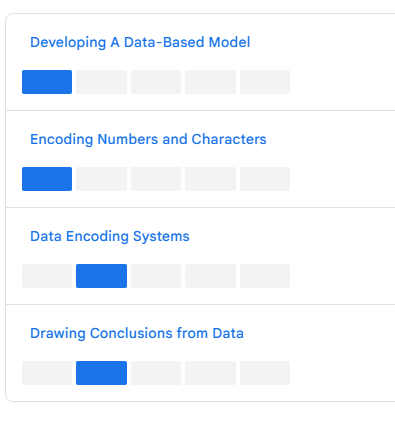 Developing A Data-Based Model
Encoding Numbers and Characters
Data Encoding Systems
Drawing Conclusions from Data